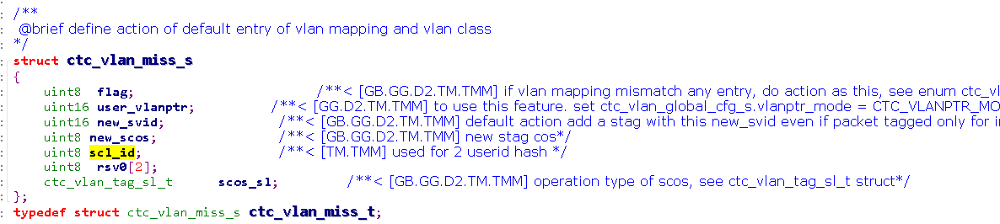 /**
@brief define action of default entry of vlan mapping and vlan class
*/
struct ctc_vlan_miss_s
{
uint8 flag; /**< [GB.GG.D2.TM.TMM] if vlan mapping mismatch any entry, do action as this, see enum ctc_vl
uint16 user_vlanptr; /**< [GG.D2.TM.TMM] to use this feature. set ctc_vlan_global_cfg_s.vlanptr_mode = CTC_VLANPTR_MO
uint16 new_svid; /**< [GB.GG.D2.TM.TMM] default action add a stag with this new_svid even if packet tagged only for i
uint8 new_scos; /**< [GB.GG.D2.TM.TMM] new stag cos*/
uint8 scl_id; /**< [TM.TMM] used for 2 userid hash */
uint8 rsv0[2];
ctc_vlan_tag_sl_t scos_sl; /**< [GB.GG.D2.TM.TMM] operation type of scos, see ctc_vlan_tag_sl_t struct*/
};
typedef struct ctc_vlan_miss_s ctc_vlan_miss_t;